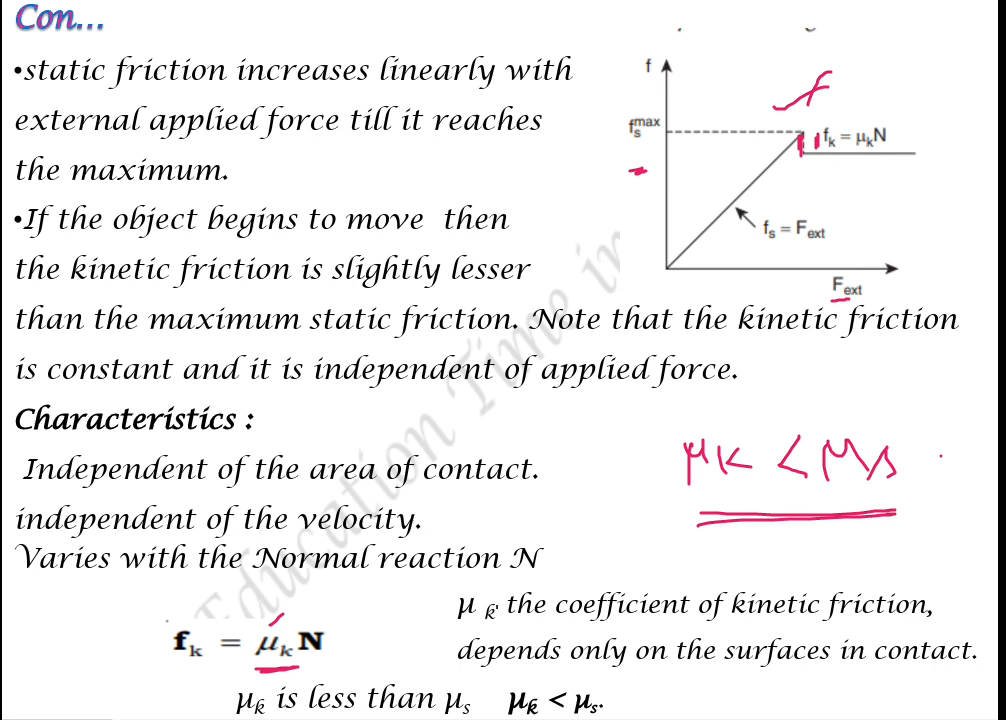 Con...
•static friction increases linearly with
external applied force till it reaches
the maximum.
•If the object begins to move then
the kinetic friction is slightly lesser
than the maximum static friction. Note that the kinetic friction
is constant and it is independent of applied force.
f
fsmax
fk = μkN
fs = Fext
Fext
Characteristics :
Independent of the area of contact.
independent of the velocity.
Varies with the Normal reaction N
μk < μs
fk = μkN
μ k, the coefficient of kinetic friction,
depends only on the surfaces in contact.
μk is less than μs μk < μs.
Education Time in